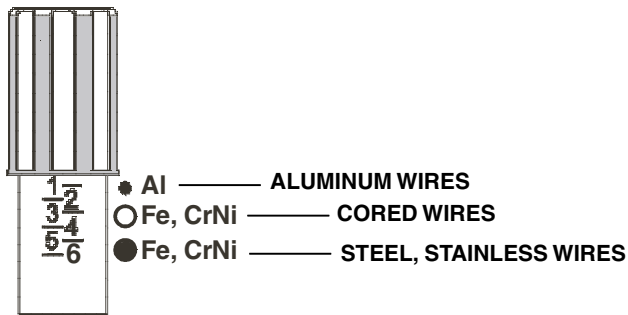 1
2
3
4
5
6
Al ALUMINUM WIRES
Fe, CrNi CORED WIRES
Fe, CrNi STEEL, STAINLESS WIRES